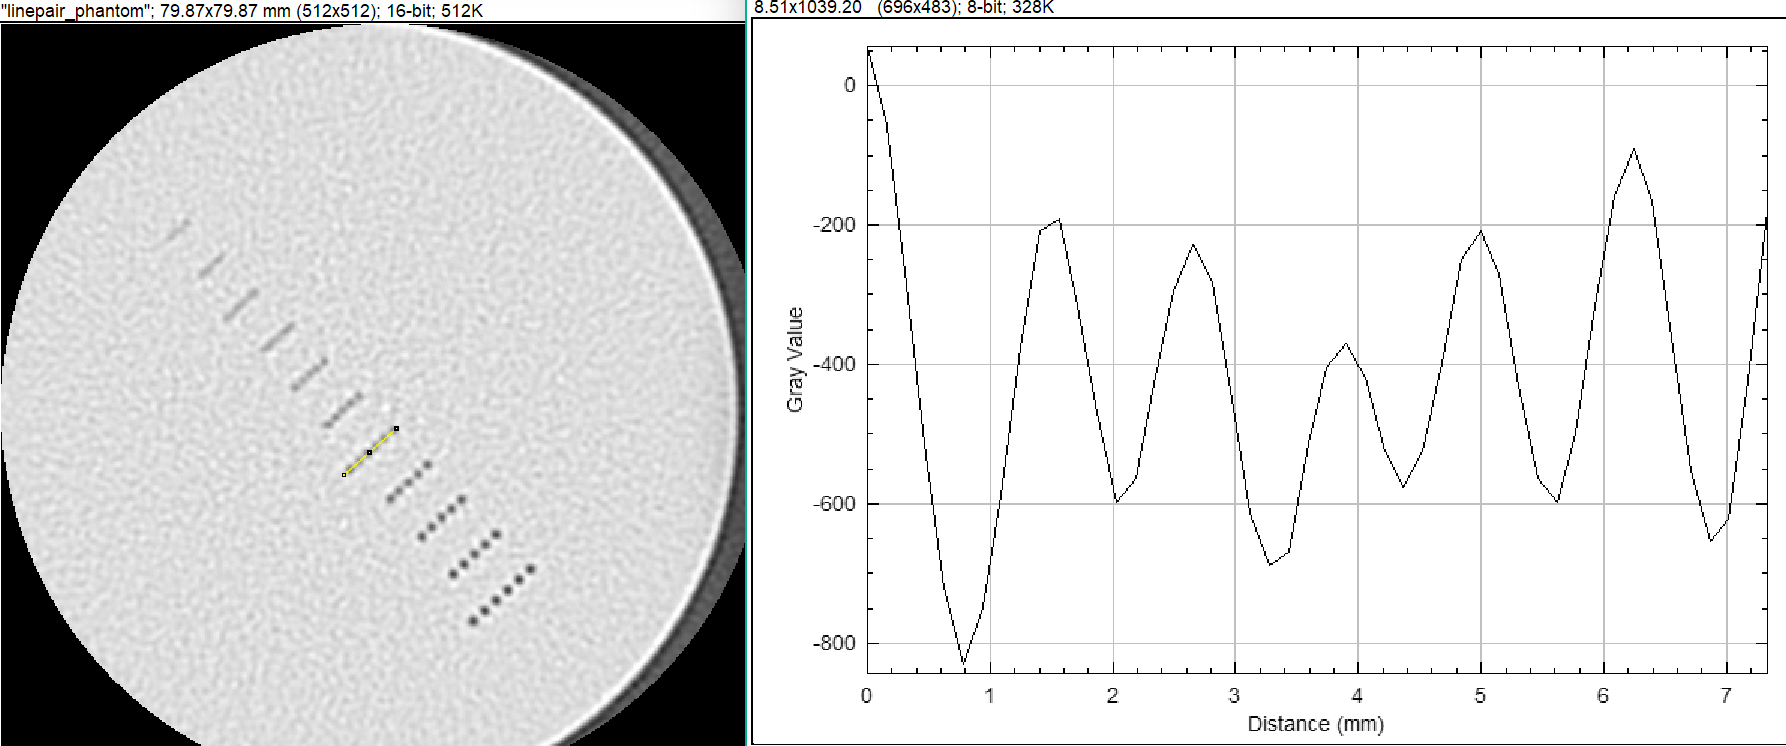 "linepair_phantom"; 79.87x79.87 mm (512x512); 16-bit; 512K
8.51x1039.20 (696x483); 8-bit; 328K
0
-200
-400
-600
-800
Gray Value
0 1 2 3 4 5 6 7
Distance (mm)